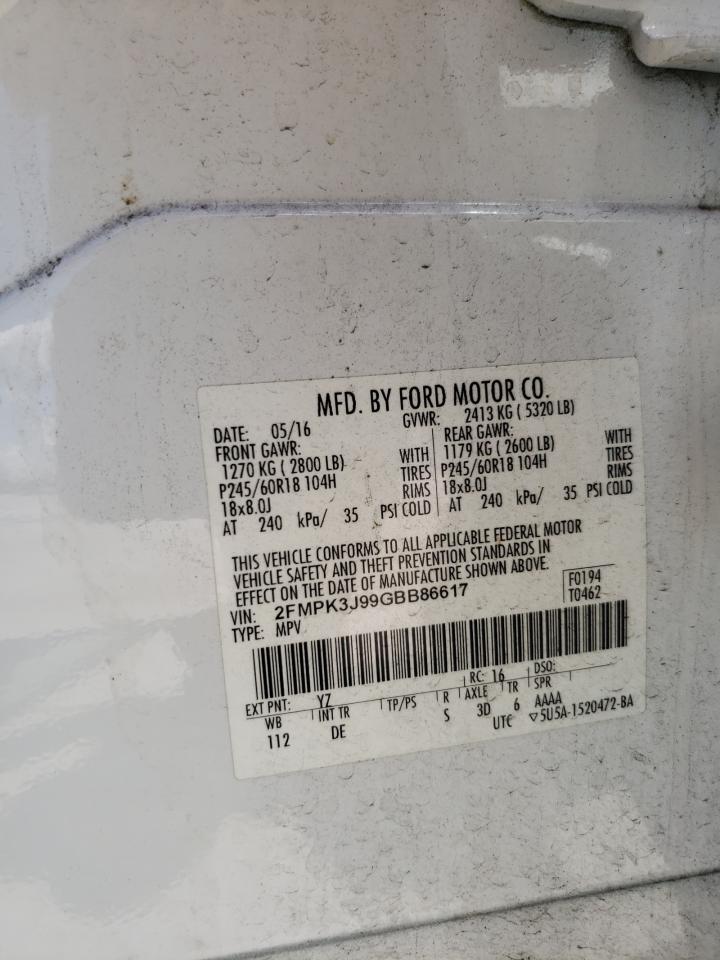 MFD. BY FORD MOTOR CO.
DATE: 05/16 GVWR: 2413 KG ( 5320 LB)
FRONT GAWR: REAR GAWR:
1270 KG ( 2800 LB) WITH 1179 KG ( 2600 LB) WITH
P245/60R18 104H TIRES P245/60R18 104H TIRES
18x8.0J RIMS 18x8.0J RIMS
AT 240 kPa/ 35 PSI COLD AT 240 kPa/ 35 PSI COLD
THIS VEHICLE CONFORMS TO ALL APPLICABLE FEDERAL MOTOR
VEHICLE SAFETY AND THEFT PREVENTION STANDARDS IN
EFFECT ON THE DATE OF MANUFACTURE SHOWN ABOVE.
VIN: 2FMPK3J99GBB86617 F0194
TYPE: MPV T0462
EXT PNT: YZ RC: 16 DSO:
WB INT TR TP/PS R AXLE TR SPR
112 DE S 3D 6 AAAA
UTC ▽5U5A-1520472-BA